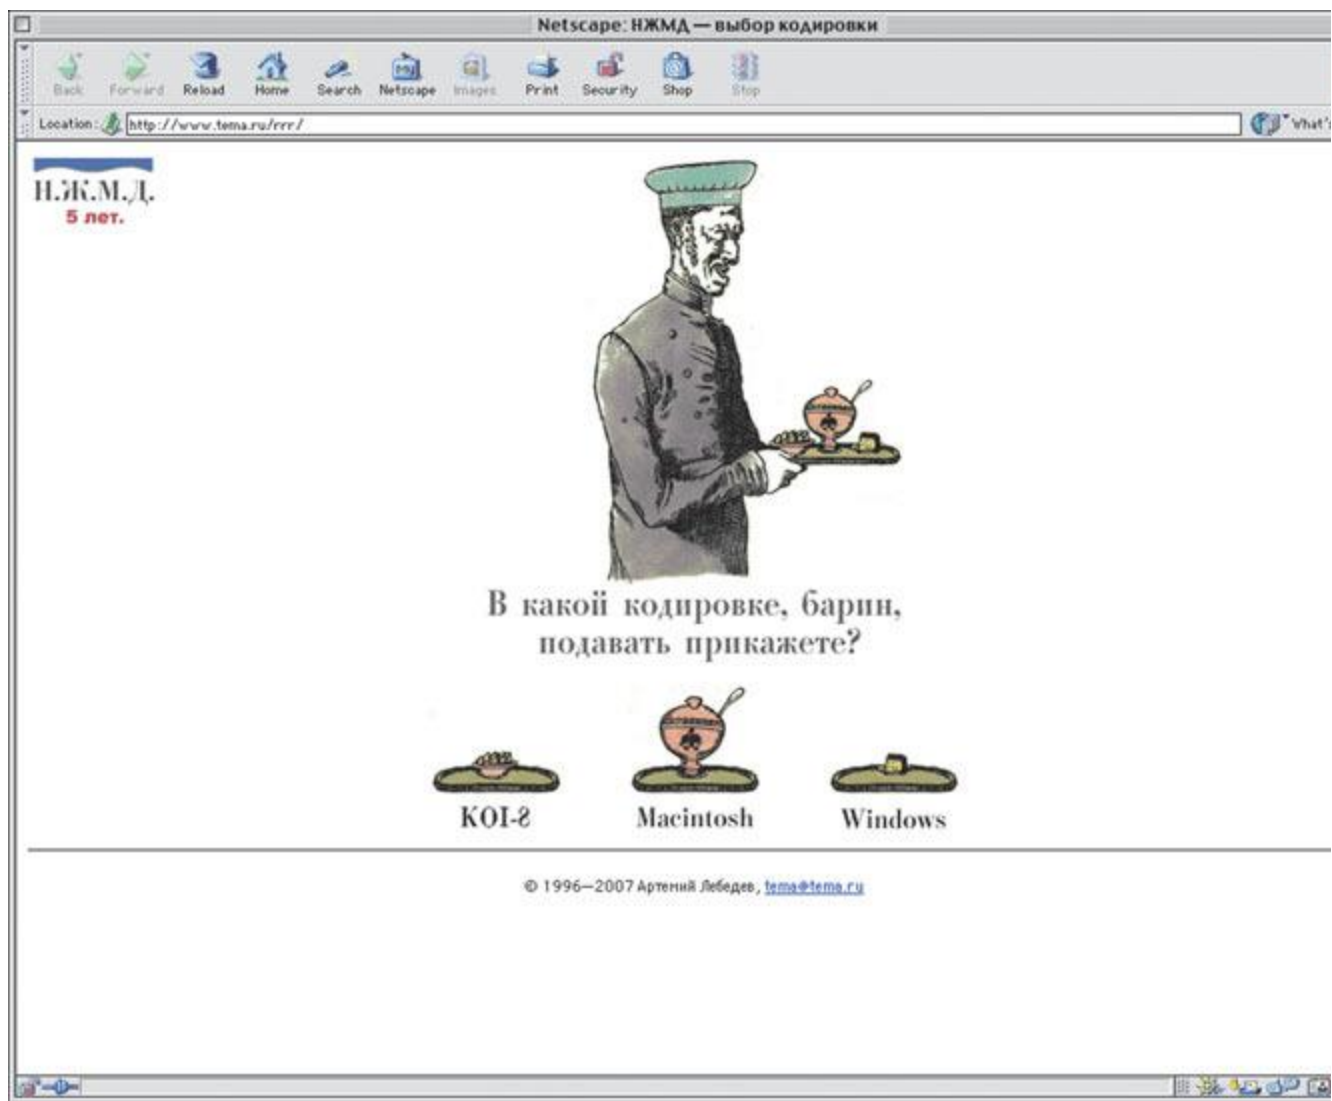 Netscape: НЖМД — выбор кодировки
Back Forward Reload Home Search Netscape Images Print Security Shop Stop
Location: http://www.tema.ru/rrr/ What's
Н.Ж.М.Д.
5 лет.
В какой кодировке, барин,
подавать прикажете?
KOI-8 Macintosh Windows
© 1996—2007 Артемий Лебедев, tema@tema.ru